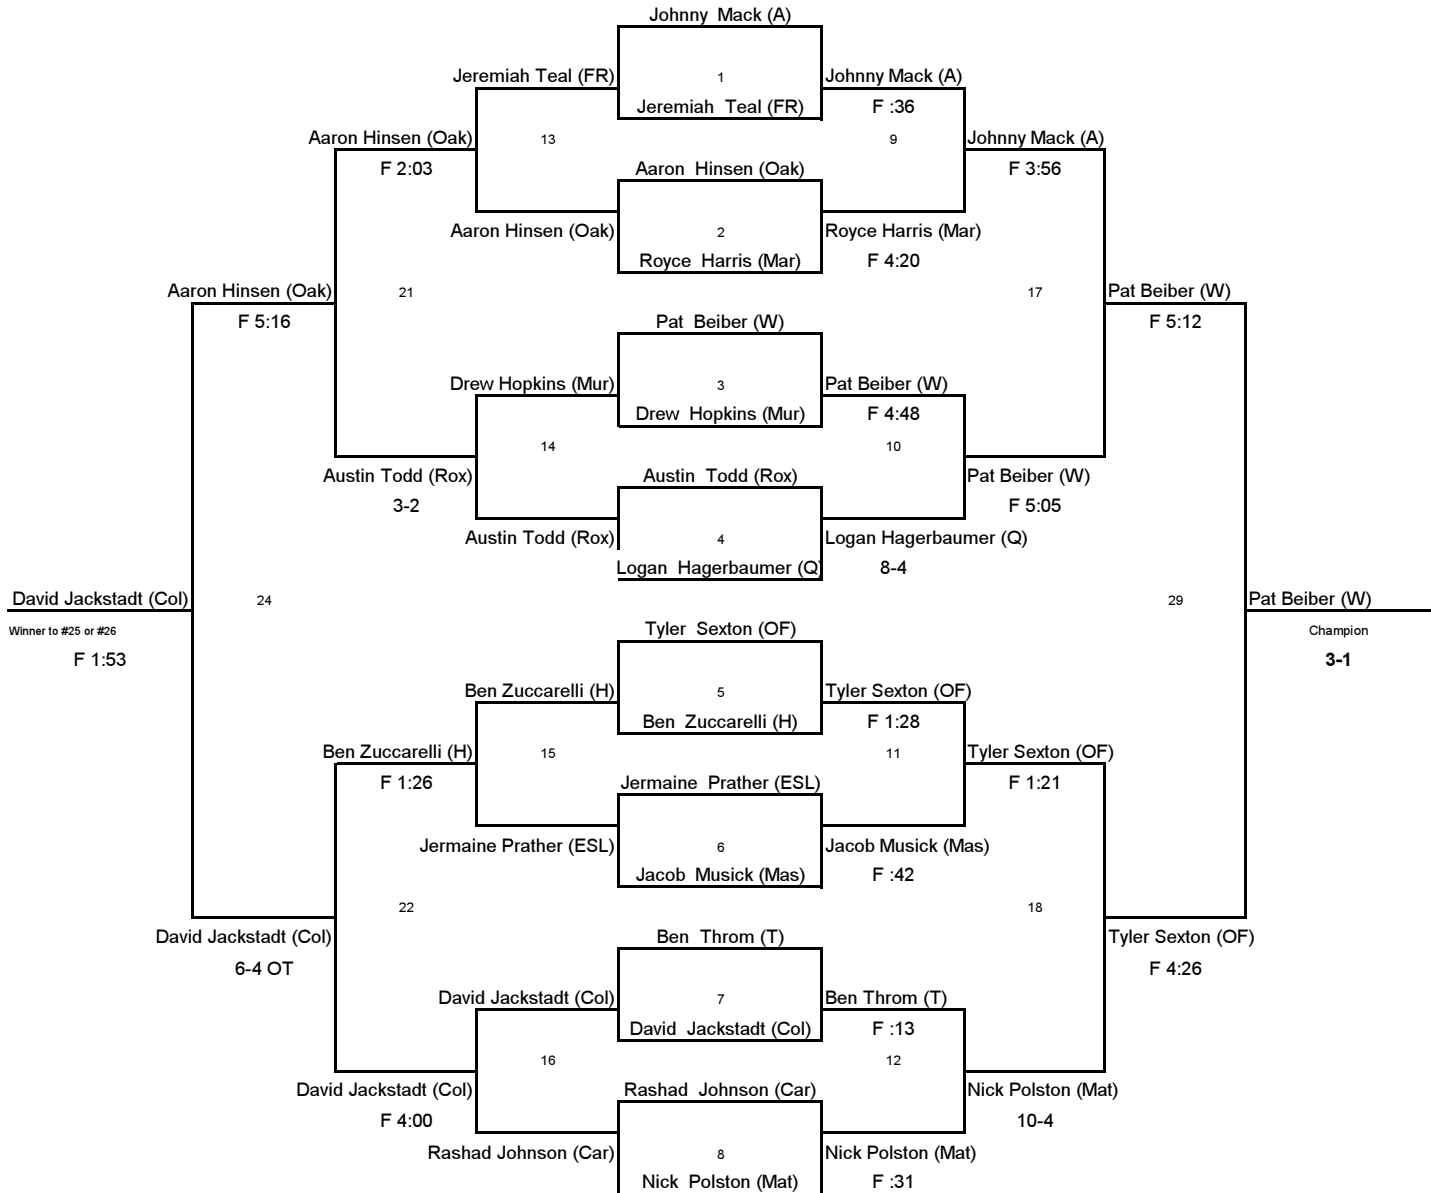 Johnny Mack (A)
Jeremiah Teal (FR) 1 Johnny Mack (A)
Jeremiah Teal (FR) F :36
Aaron Hinsen (Oak) 13 9 Johnny Mack (A)
F 2:03 Aaron Hinsen (Oak) F 3:56
Aaron Hinsen (Oak) 2 Royce Harris (Mar)
Royce Harris (Mar) F 4:20
Aaron Hinsen (Oak) 21 17 Pat Beiber (W)
F 5:16 Pat Beiber (W) F 5:12
Drew Hopkins (Mur) 3 Pat Beiber (W)
Drew Hopkins (Mur) F 4:48
14 10
Austin Todd (Rox) Austin Todd (Rox) Pat Beiber (W)
3-2 F 5:05
Austin Todd (Rox) 4 Logan Hagerbaumer (Q)
Logan Hagerbaumer (Q) 8-4
David Jackstadt (Col) 24 29 Pat Beiber (W)
Winner to #25 or #26 Tyler Sexton (OF) Champion
F 1:53 3-1
Ben Zuccarelli (H) 5 Tyler Sexton (OF)
Ben Zuccarelli (H) F 1:28
Ben Zuccarelli (H) 15 11 Tyler Sexton (OF)
F 1:26 Jermaine Prather (ESL) F 1:21
Jermaine Prather (ESL) 6 Jacob Musick (Mas)
Jacob Musick (Mas) F :42
22 18
David Jackstadt (Col) Ben Throm (T) Tyler Sexton (OF)
6-4 OT F 4:26
David Jackstadt (Col) 7 Ben Throm (T)
David Jackstadt (Col) F :13
16 12
David Jackstadt (Col) Rashad Johnson (Car) Nick Polston (Mat)
F 4:00 10-4
Rashad Johnson (Car) 8 Nick Polston (Mat)
Nick Polston (Mat) F :31